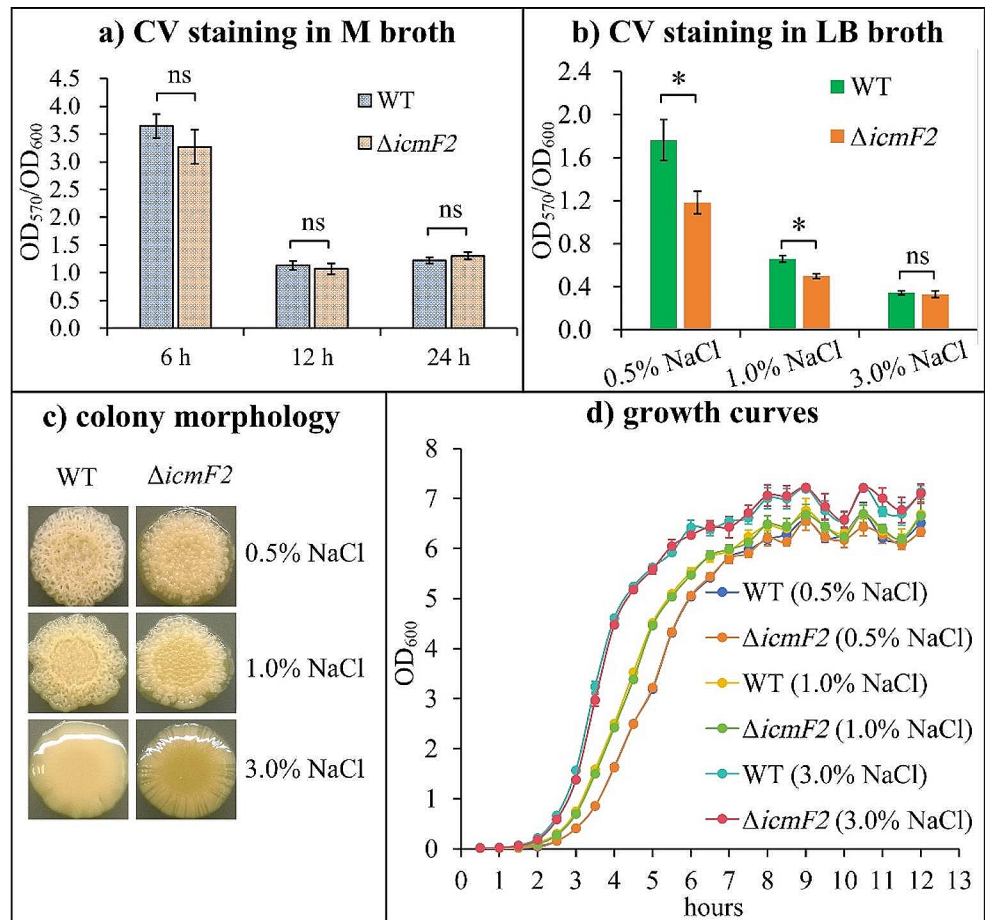 a) CV staining in M broth
OD570/OD600
4.5
4.0
3.5
3.0
2.5
2.0
1.5
1.0
0.5
0.0
ns
ns
ns
WT
ΔicmF2
6 h
12 h
24 h
b) CV staining in LB broth
OD570/OD600
2.4
2.0
1.6
1.2
0.8
0.4
0.0
*
*
ns
WT
ΔicmF2
0.5% NaCl
1.0% NaCl
3.0% NaCl
c) colony morphology
WT ΔicmF2
0.5% NaCl
1.0% NaCl
3.0% NaCl
d) growth curves
OD600
8
7
6
5
4
3
2
1
0
WT (0.5% NaCl)
ΔicmF2 (0.5% NaCl)
WT (1.0% NaCl)
ΔicmF2 (1.0% NaCl)
WT (3.0% NaCl)
ΔicmF2 (3.0% NaCl)
0 1 2 3 4 5 6 7 8 9 10 11 12 13
hours